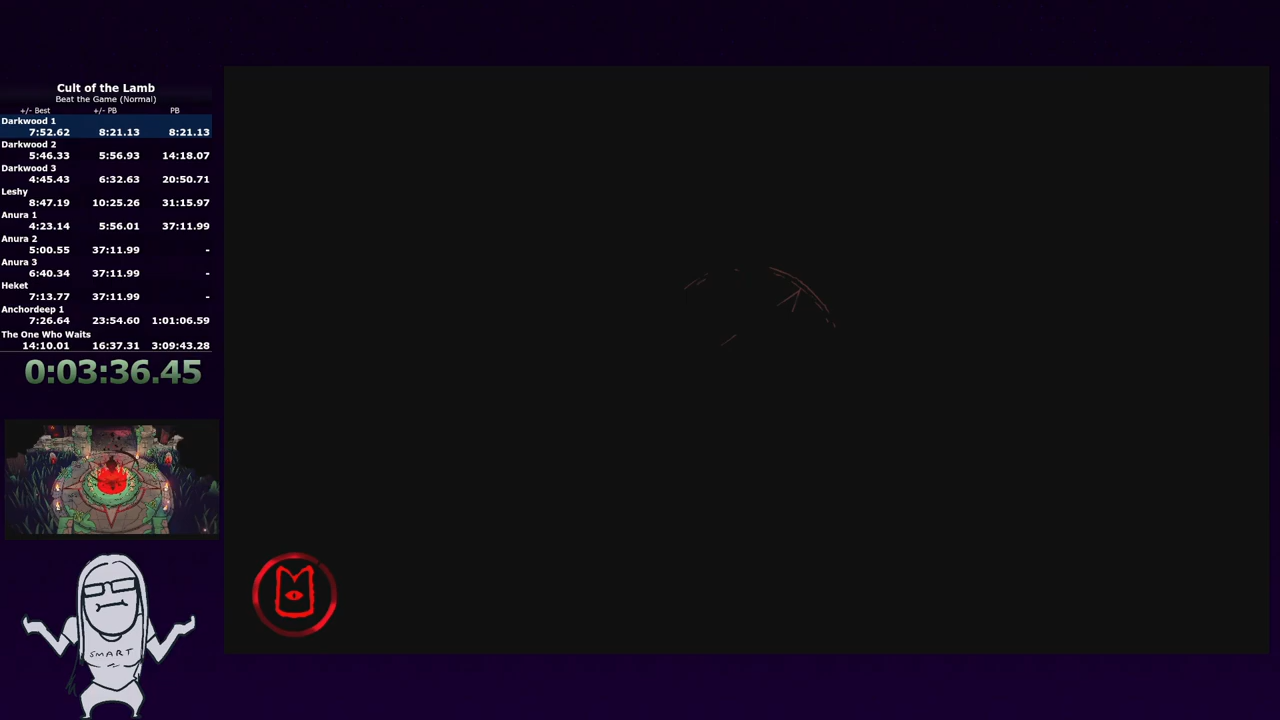 Cult of the Lamb
Beat the Game (Normal)
+/- Best +/- PB PB
Darkwood 1
7:52.62 8:21.13 8:21.13
Darkwood 2
5:46.33 5:56.93 14:18.07
Darkwood 3
4:45.43 6:32.63 20:50.71
Leshy
8:47.19 10:25.26 31:15.97
Anura 1
4:23.14 5:56.01 37:11.99
Anura 2
5:00.55 37:11.99 -
Anura 3
6:40.34 37:11.99 -
Heket
7:13.77 37:11.99 -
Anchordeep 1
7:26.64 23:54.60 1:01:06.59
The One Who Waits
14:10.01 16:37.31 3:09:43.28
0:03:36.45
SMART